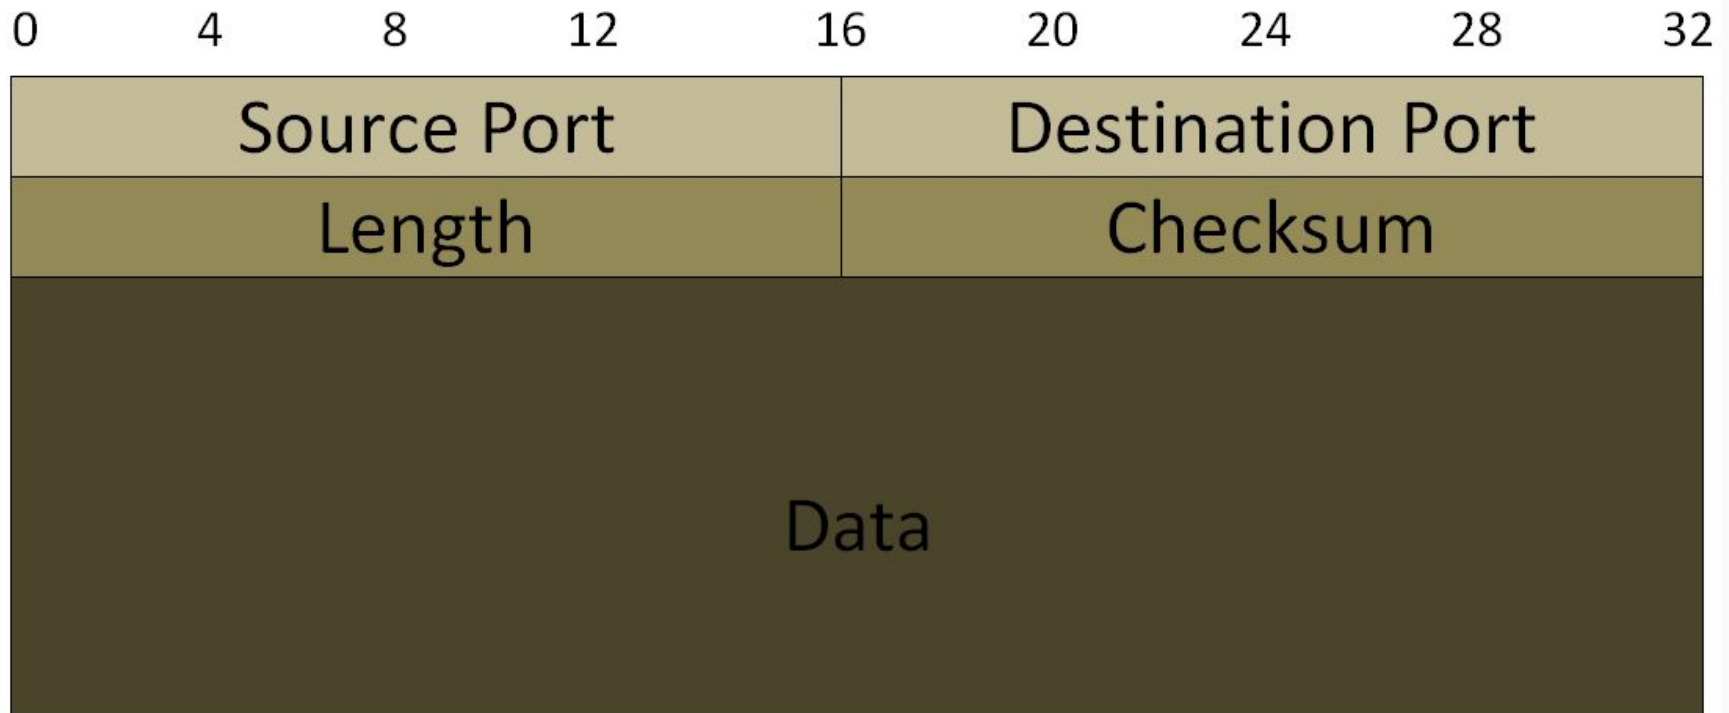 0 4 8 12 16 20 24 28 32
Source Port Destination Port
Length Checksum
Data